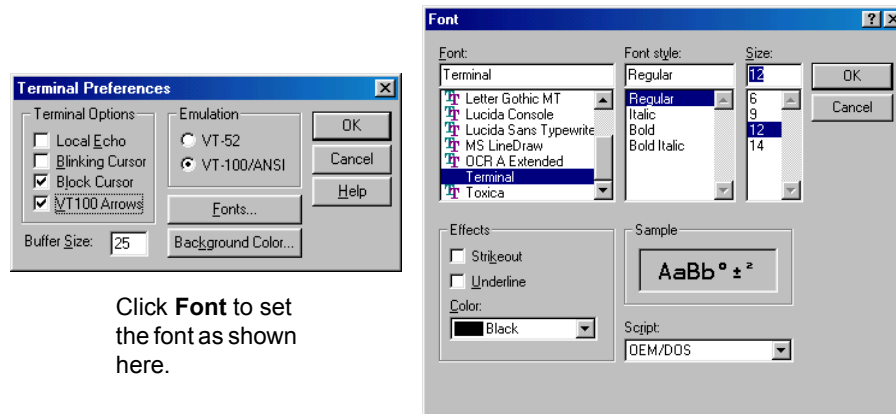 Terminal Preferences
Terminal Options
Local Echo
Blinking Cursor
Block Cursor
VT100 Arrows
Buffer Size: 25
Emulation
VT-52
VT-100/ANSI
Fonts...
Background Color...
OK
Cancel
Help
Click Font to set
the font as shown
here.
Font
Font:
Terminal
Letter Gothic MT
Lucida Console
Lucida Sans Typewrite
MS LineDraw
OCR A Extended
Terminal
Toxica
Font style:
Regular
Regular
Italic
Bold
Bold Italic
Size:
12
6
9
12
14
OK
Cancel
Effects
Strikeout
Underline
Color:
Black
Sample
AaBb°±²
Script:
OEM/DOS